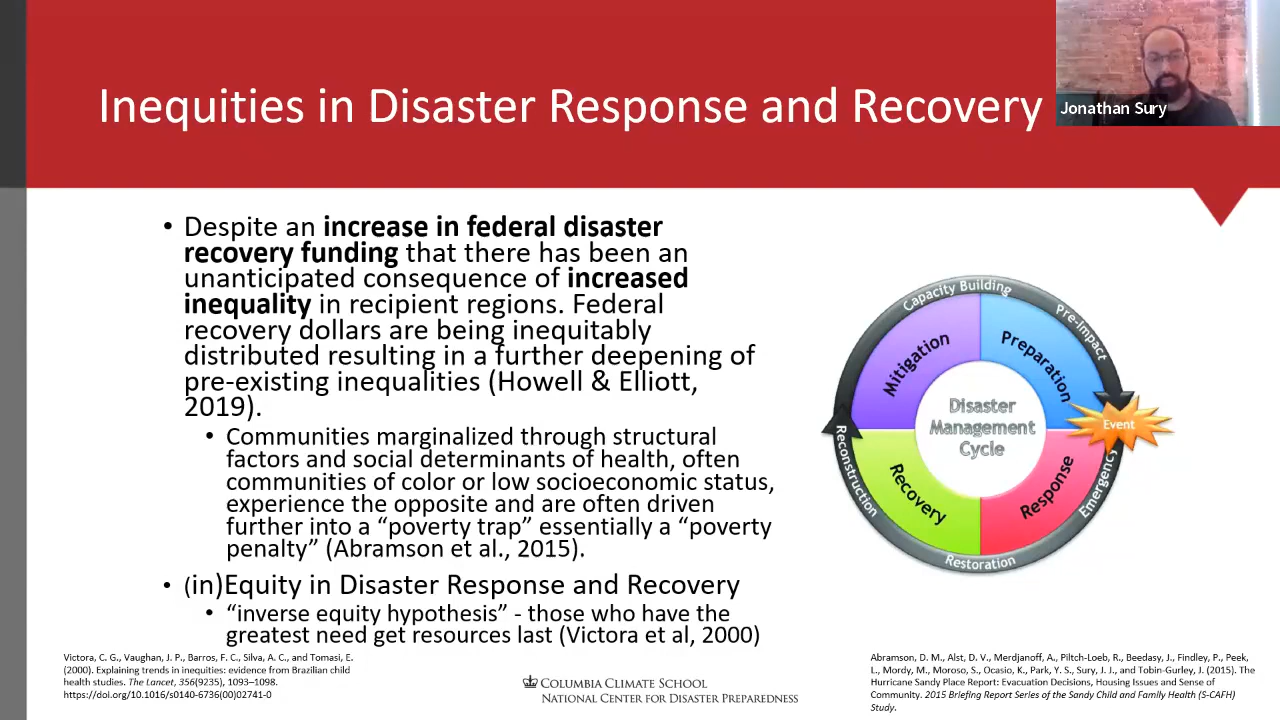 Inequities in Disaster Response and Recovery
Jonathan Sury
• Despite an increase in federal disaster
recovery funding that there has been an
unanticipated consequence of increased
inequality in recipient regions. Federal
recovery dollars are being inequitably
distributed resulting in a further deepening of
pre-existing inequalities (Howell & Elliott,
2019).
• Communities marginalized through structural
factors and social determinants of health, often
communities of color or low socioeconomic status,
experience the opposite and are often driven
further into a “poverty trap” essentially a “poverty
penalty” (Abramson et al., 2015).
• (in)Equity in Disaster Response and Recovery
• “inverse equity hypothesis” - those who have the
greatest need get resources last (Victora et al, 2000)
Capacity Building
Pre-Impact
Mitigation
Preparation
Disaster
Management
Cycle
Event
Reconstruction
Recovery
Response
Emergency
Restoration
Victora, C. G., Vaughan, J. P., Barros, F. C., Silva, A. C., and Tomasi, E.
(2000). Explaining trends in inequities: evidence from Brazilian child
health studies. The Lancet, 356(9235), 1093–1098.
https://doi.org/10.1016/s0140-6736(00)02741-0
COLUMBIA CLIMATE SCHOOL
NATIONAL CENTER FOR DISASTER PREPAREDNESS
Abramson, D. M., Alst, D. V., Merdjanoff, A., Piltch-Loeb, R., Beedasy, J., Findley, P., Peek,
L., Mordy, M., Moroso, S., Ocasio, K., Park, Y. S., Sury, J. J., and Tobin-Gurley, J. (2015). The
Hurricane Sandy Place Report: Evacuation Decisions, Housing Issues and Sense of
Community. 2015 Briefing Report Series of the Sandy Child and Family Health (S-CAFH)
Study.